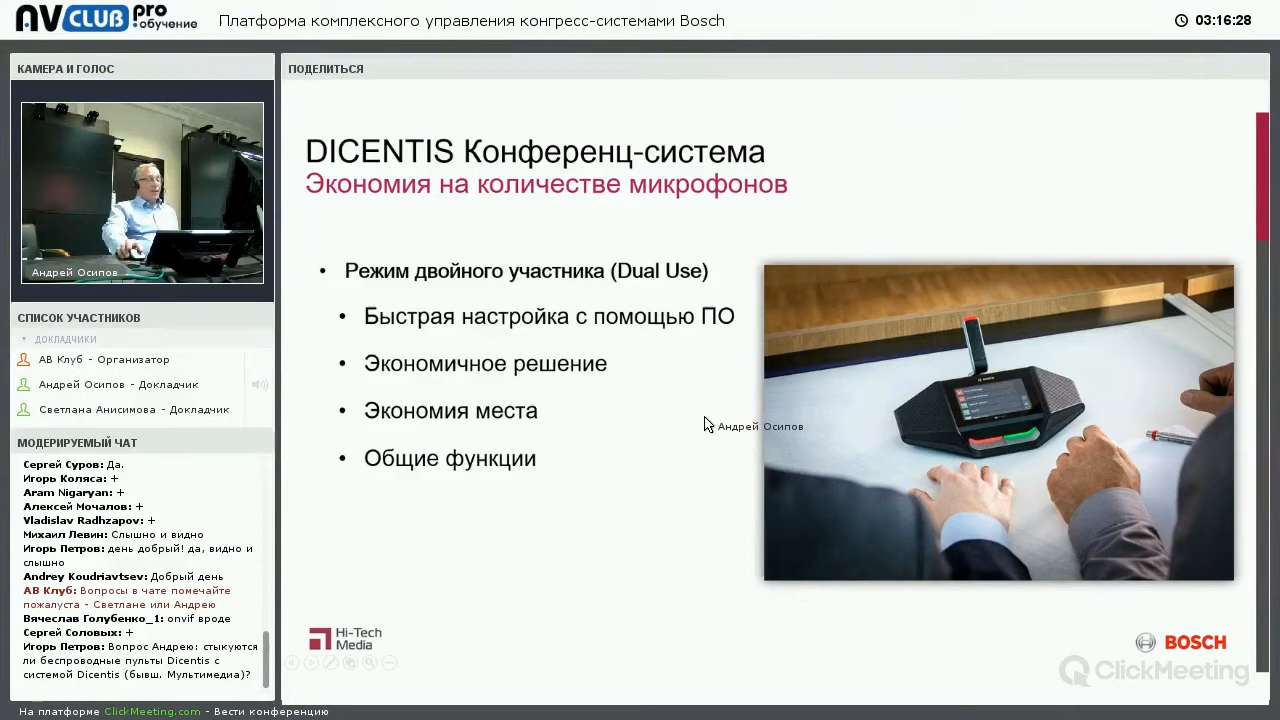 AVCLUB pro :обучение
Платформа комплексного управления конгресс-системами Bosch
03:16:28
КАМЕРА И ГОЛОС
Андрей Осипов
СПИСОК УЧАСТНИКОВ
ДОКЛАДЧИКИ
АВ Клуб - Организатор
Андрей Осипов - Докладчик
Светлана Анисимова - Докладчик
МОДЕРИРУЕМЫЙ ЧАТ
Сергей Суров: Да.
Игорь Коляса: +
Aram Nigaryan: +
Алексей Мочалов: +
Vladislav Radhzapov: +
Михаил Левин: Слышно и видно
Игорь Петров: день добрый! да, видно и
слышно
Andrey Koudriavtsev: Добрый день
АВ Клуб: Вопросы в чате помечайте
пожалуста - Светлане или Андрею
Вячеслав Голубенко_1: onvif вроде
Сергей Соловых: +
Игорь Петров: Вопрос Андрею: стыкуются
ли беспроводные пульты Dicentis с
системой Dicentis (бывш. Мультимедиа)?
ПОДЕЛИТЬСЯ
DICENTIS Конференц-система
Экономия на количестве микрофонов
• Режим двойного участника (Dual Use)
• Быстрая настройка с помощью ПО
• Экономичное решение
• Экономия места
• Общие функции
Андрей Осипов
Hi-Tech
Media
BOSCH
ClickMeeting
На платформе ClickMeeting.com - Вести конференцию